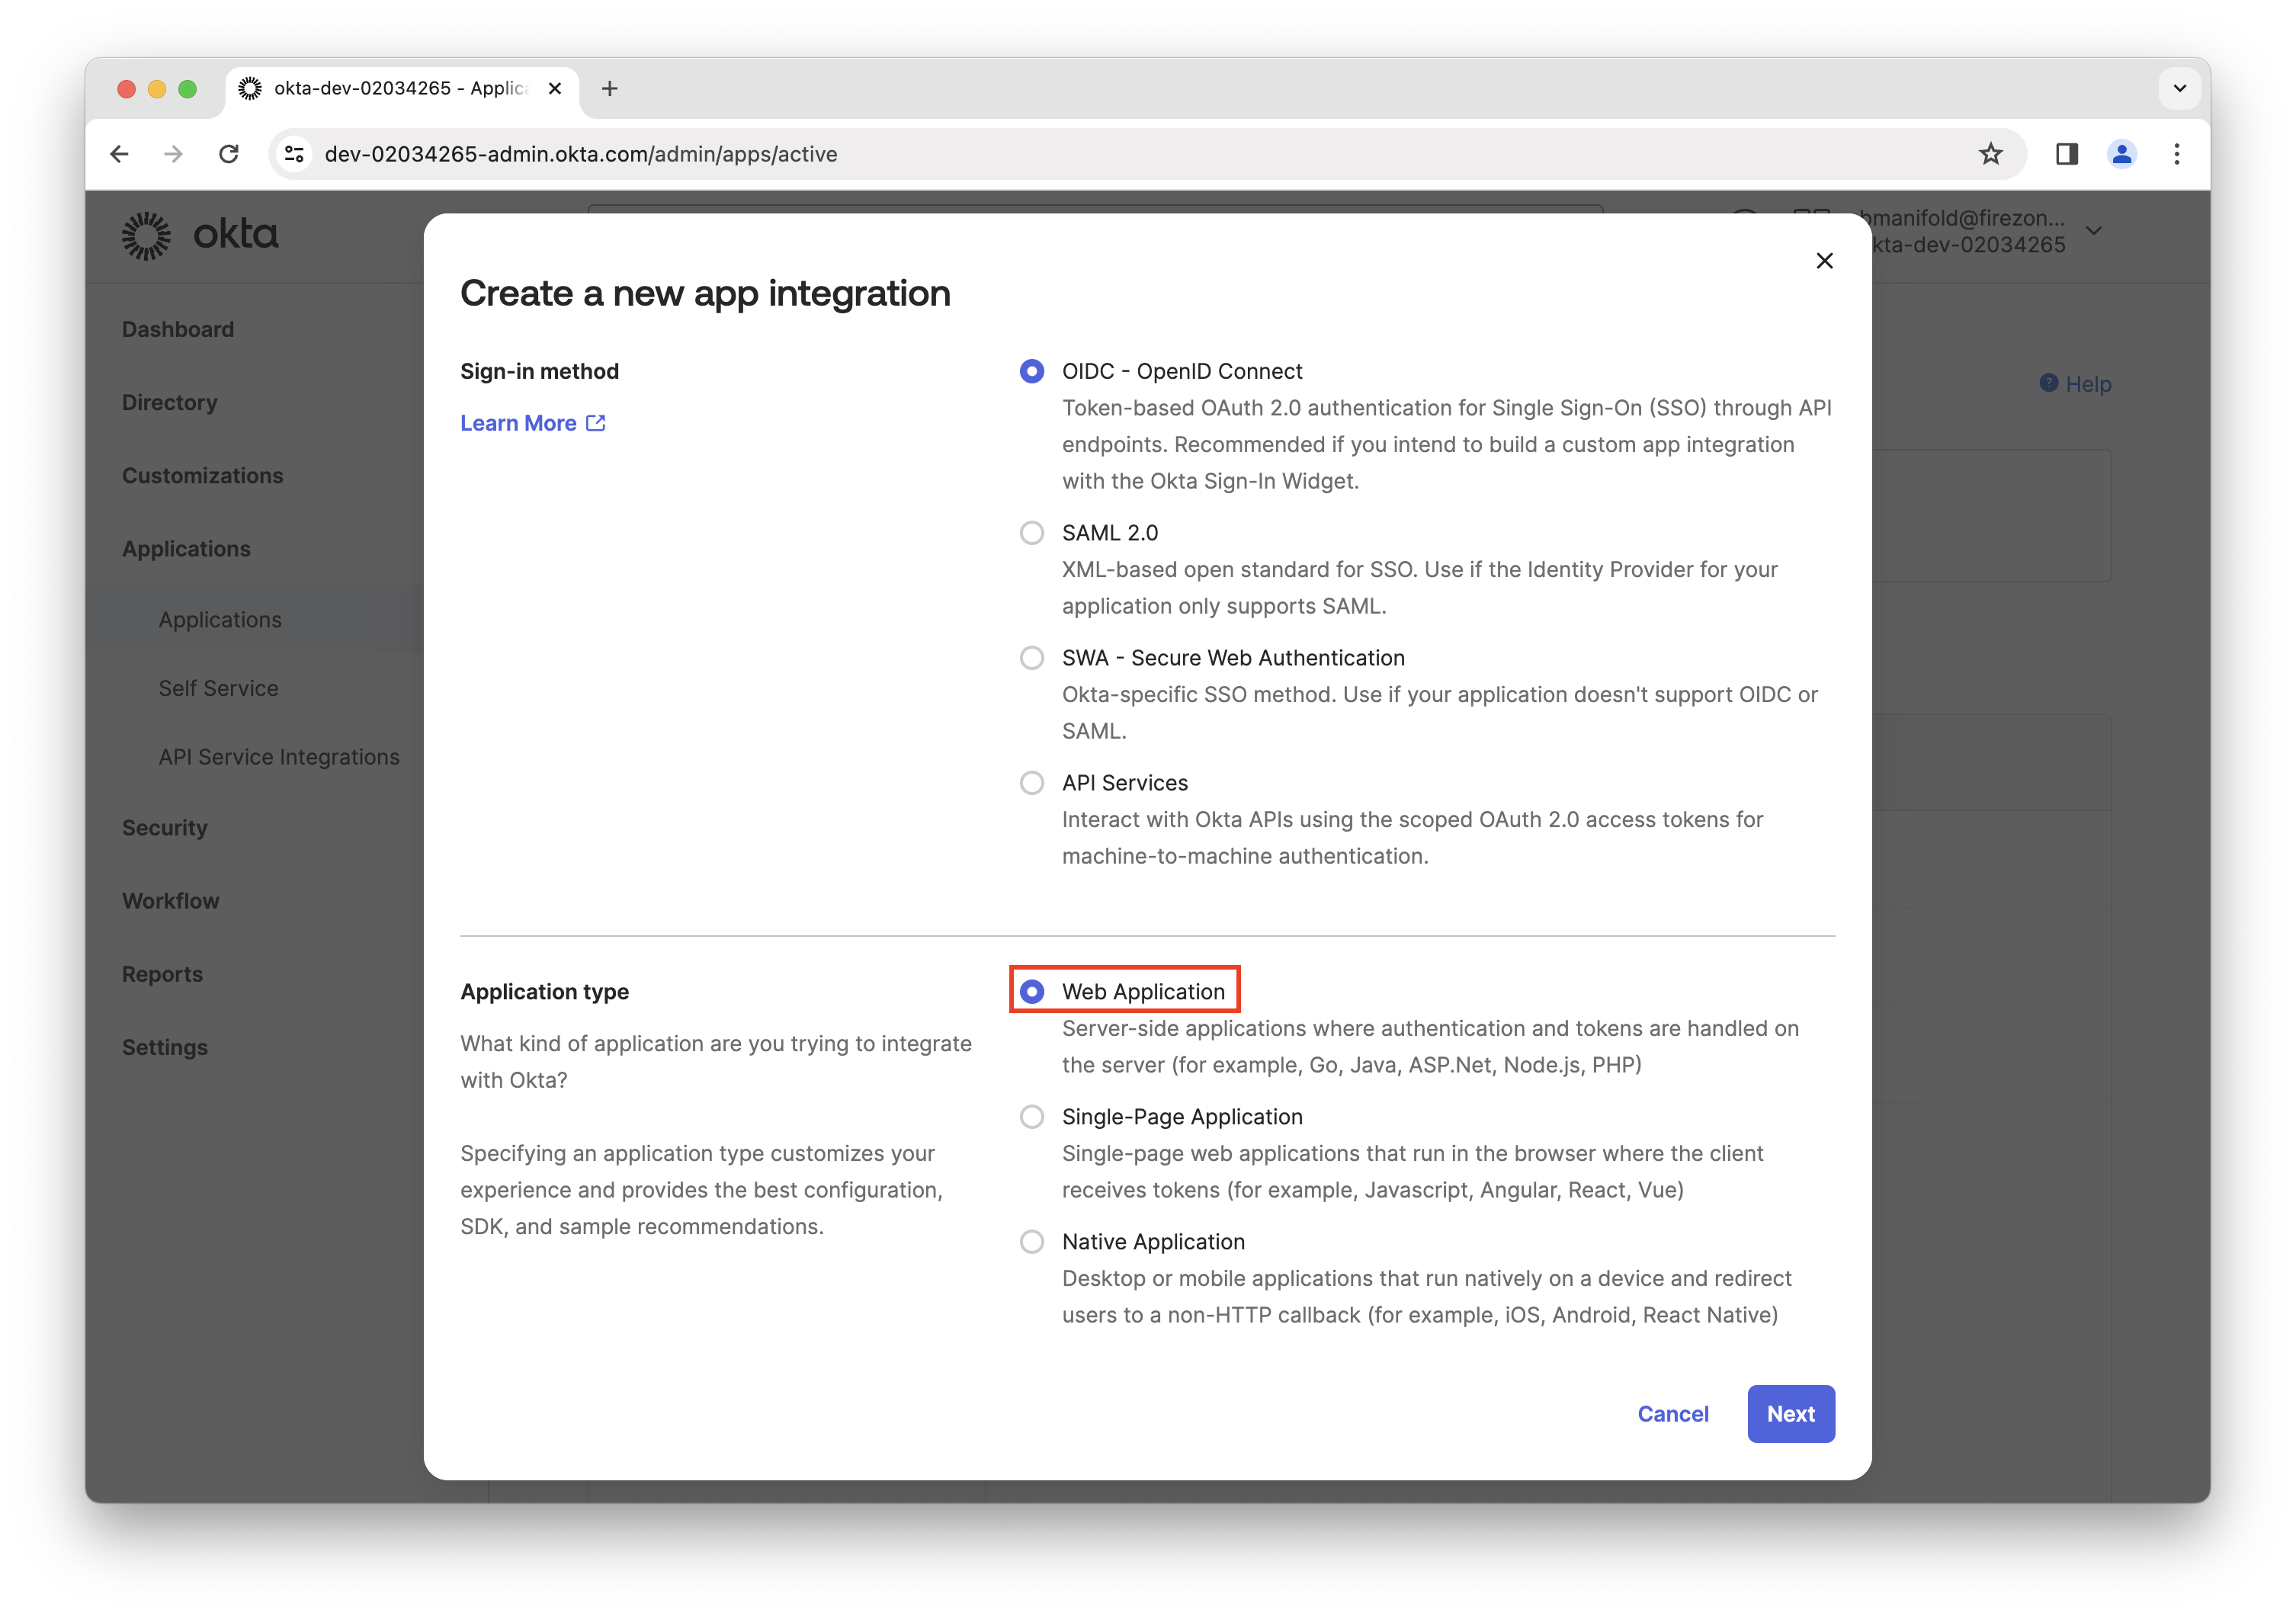 okta-dev-02034265 - Applic
dev-02034265-admin.okta.com/admin/apps/active
okta
bmanifold@firezon...
kta-dev-02034265
Help
Dashboard
Directory
Customizations
Applications
Applications
Self Service
API Service Integrations
Security
Workflow
Reports
Settings
Create a new app integration
Sign-in method
Learn More
OIDC - OpenID Connect
Token-based OAuth 2.0 authentication for Single Sign-On (SSO) through API
endpoints. Recommended if you intend to build a custom app integration
with the Okta Sign-In Widget.
SAML 2.0
XML-based open standard for SSO. Use if the Identity Provider for your
application only supports SAML.
SWA - Secure Web Authentication
Okta-specific SSO method. Use if your application doesn't support OIDC or
SAML.
API Services
Interact with Okta APIs using the scoped OAuth 2.0 access tokens for
machine-to-machine authentication.
Application type
What kind of application are you trying to integrate
with Okta?
Specifying an application type customizes your
experience and provides the best configuration,
SDK, and sample recommendations.
Web Application
Server-side applications where authentication and tokens are handled on
the server (for example, Go, Java, ASP.Net, Node.js, PHP)
Single-Page Application
Single-page web applications that run in the browser where the client
receives tokens (for example, Javascript, Angular, React, Vue)
Native Application
Desktop or mobile applications that run natively on a device and redirect
users to a non-HTTP callback (for example, iOS, Android, React Native)
Cancel
Next